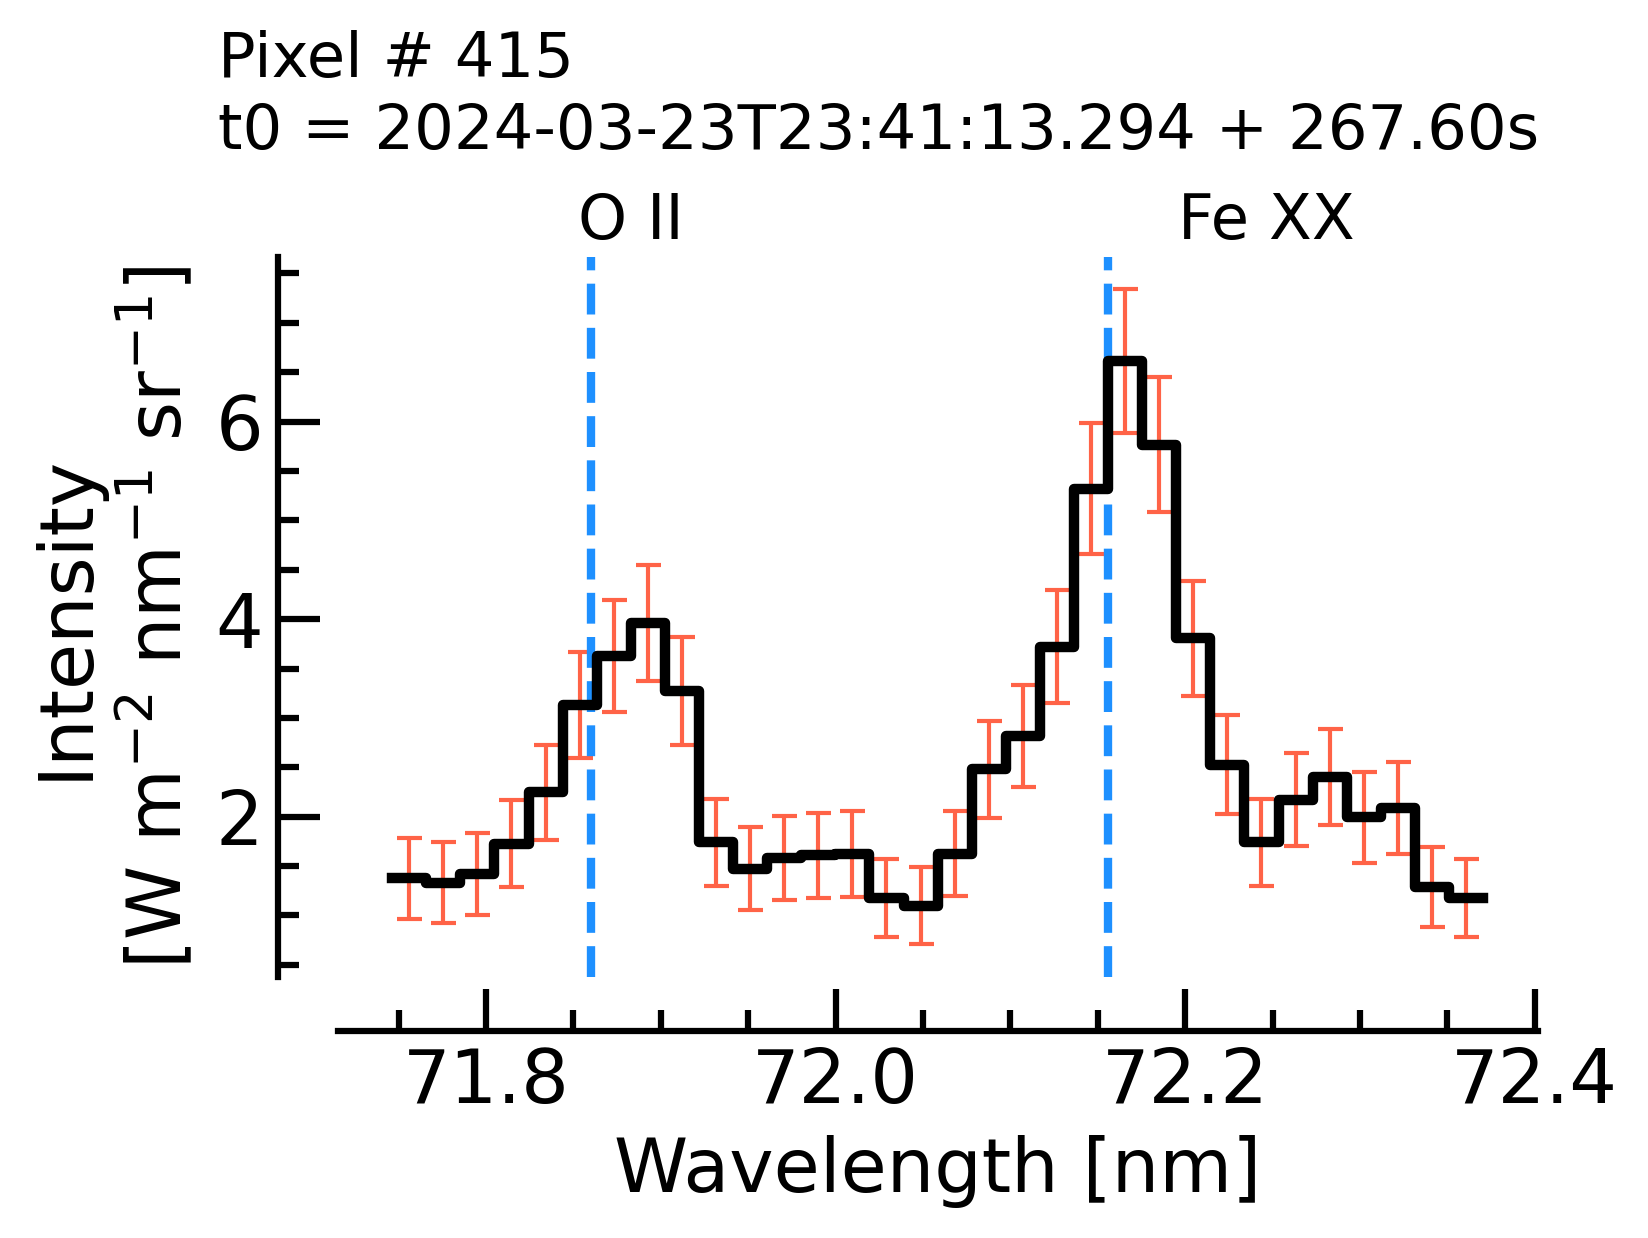 Pixel # 415
t0 = 2024-03-23T23:41:13.294 + 267.60s
O II
Fe XX
Intensity
[W m⁻² nm⁻¹ sr⁻¹]
6
4
2
71.8 72.0 72.2 72.4
Wavelength [nm]